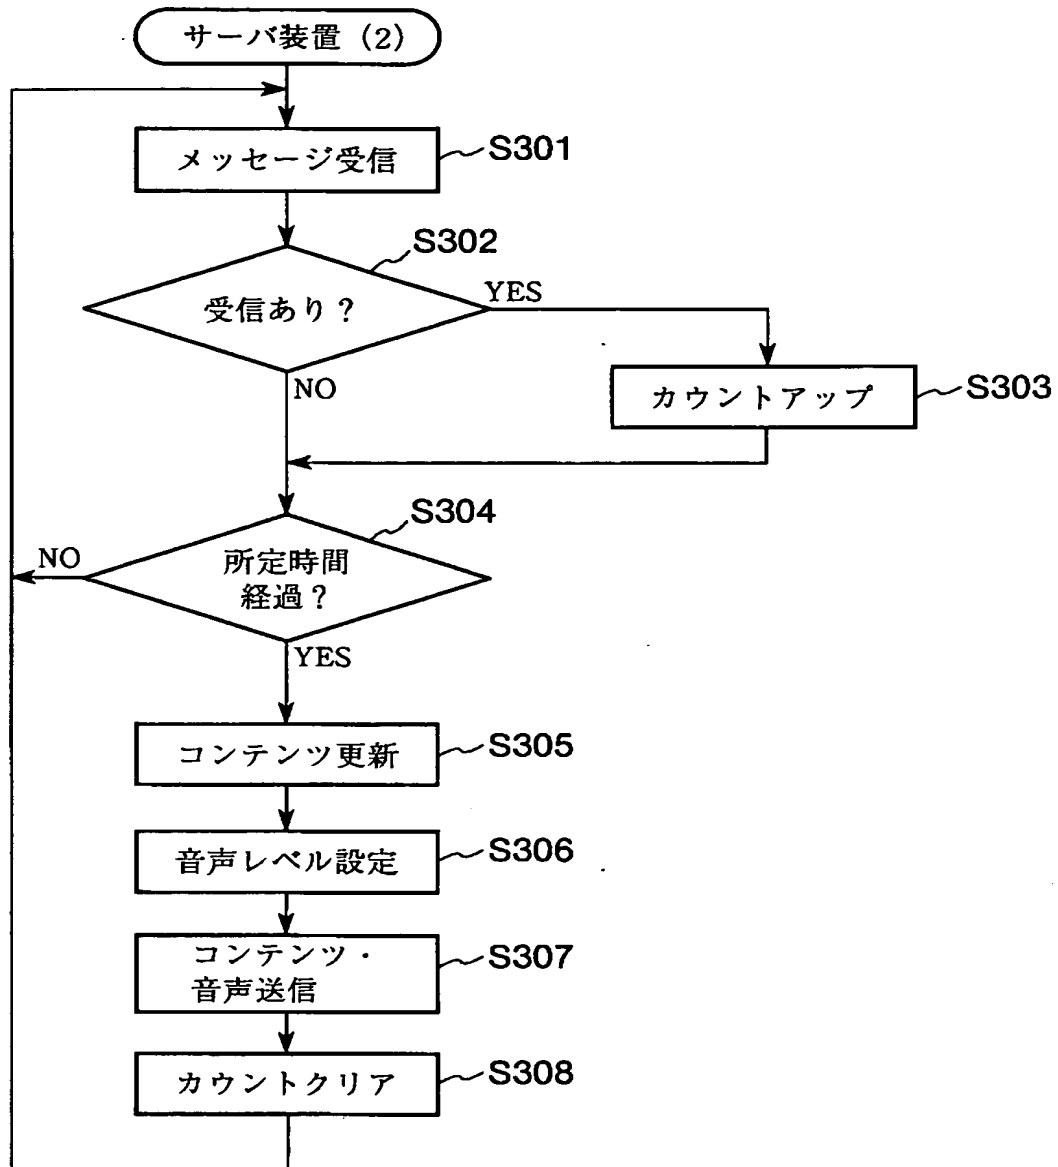 サーバ装置 (2)
メッセージ受信
S301
S302
受信あり?
YES
NO
カウントアップ
S303
S304
所定時間
経過?
NO
YES
コンテンツ更新
S305
音声レベル設定
S306
コンテンツ・
音声送信
S307
カウントクリア
S308